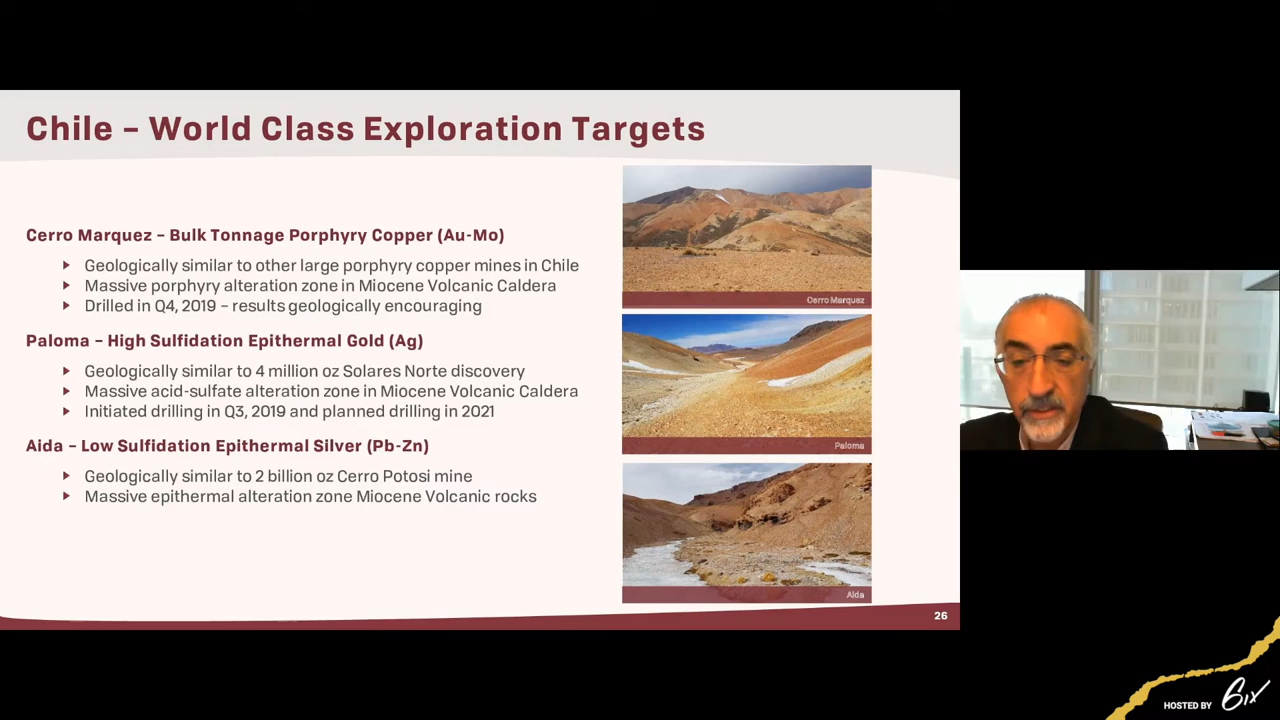 Chile – World Class Exploration Targets
Cerro Marquez – Bulk Tonnage Porphyry Copper (Au-Mo)
Geologically similar to other large porphyry copper mines in Chile
Massive porphyry alteration zone in Miocene Volcanic Caldera
Drilled in Q4, 2019 – results geologically encouraging
Paloma – High Sulfidation Epithermal Gold (Ag)
Geologically similar to 4 million oz Solares Norte discovery
Massive acid-sulfate alteration zone in Miocene Volcanic Caldera
Initiated drilling in Q3, 2019 and planned drilling in 2021
Aida – Low Sulfidation Epithermal Silver (Pb-Zn)
Geologically similar to 2 billion oz Cerro Potosi mine
Massive epithermal alteration zone Miocene Volcanic rocks
Cerro Marquez
Paloma
Aida
26
HOSTED BY 6ix